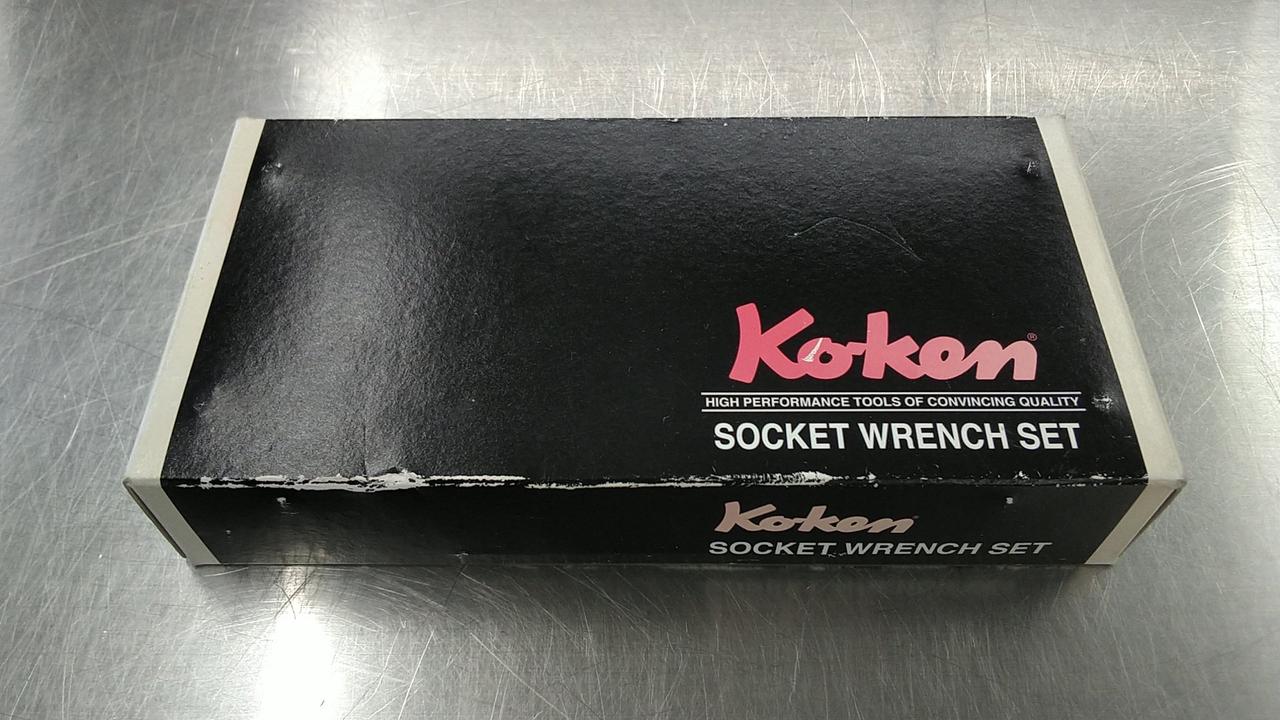 Ko-ken®
HIGH PERFORMANCE TOOLS OF CONVINCING QUALITY
SOCKET WRENCH SET
Ko-ken®
SOCKET WRENCH SET